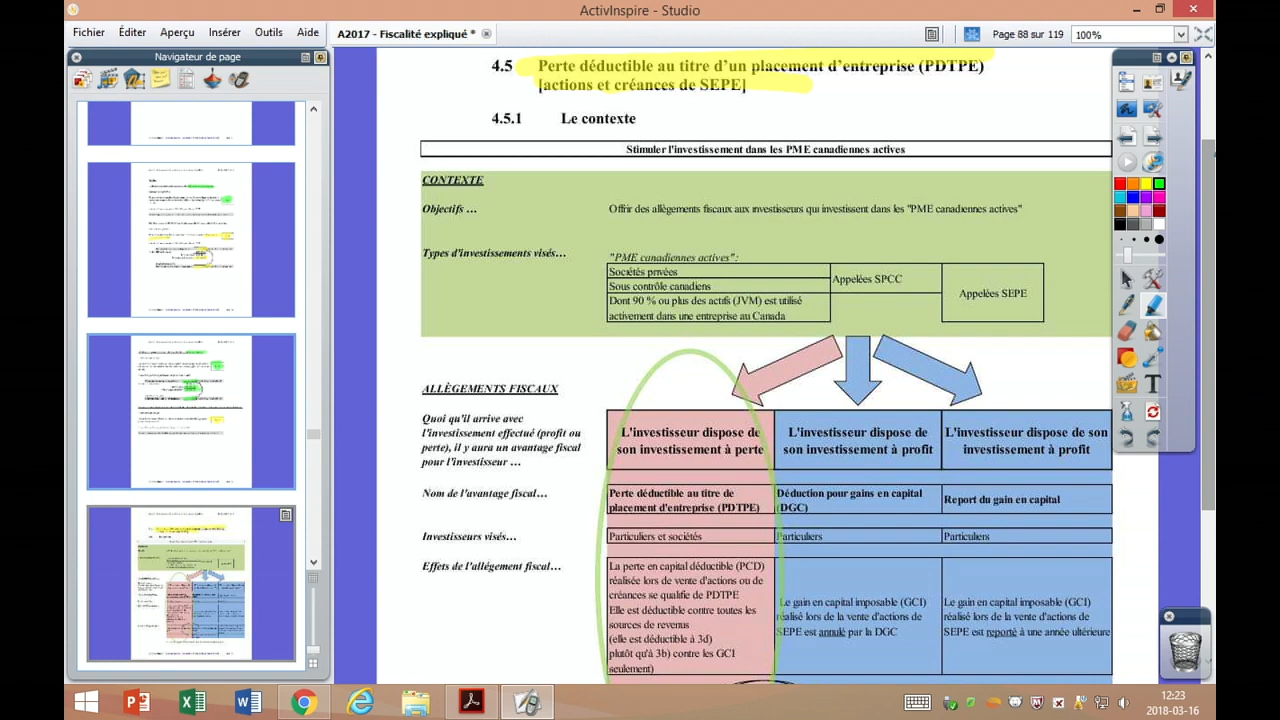 ActivInspire - Studio
Fichier Éditer Aperçu Insérer Outils Aide
A2017 - Fiscalité expliqué *
Page 88 sur 119
100%
Navigateur de page
4.5 Perte déductible au titre d'un placement d'entreprise (PDTPE)
[actions et créances de SEPE]
4.5.1 Le contexte
Stimuler l'investissement dans les PME canadiennes actives
CONTEXTE
Objectifs … Offrir des allégements fiscaux aux investisseurs qui investissent dans "PME canadiennes actives"
Types d'investissements visés…
"PME canadiennes actives":
Sociétés privées
Sous contrôle canadiens
Dont 90 % ou plus des actifs (JVM) est utilisé
activement dans une entreprise au Canada
Appelées SPCC
Appelées SEPE
ALLÈGEMENTS FISCAUX
Quoi qu'il arrive avec
l'investissement effectué (profit ou
perte), il y aura un avantage fiscal
pour l'investisseur …
L'investisseur dispose de
son investissement à perte
L'investisseur dispose de
son investissement à profit
L'investisseur dispose de son
investissement à profit
Nom de l'avantage fiscal…
Perte déductible au titre de
placement d'entreprise (PDTPE)
Déduction pour gains en capital
(DGC)
Report du gain en capital
Investisseurs visés…
Particuliers et sociétés
Particuliers
Particuliers
Effets de l'allégement fiscal…
La perte en capital déductible (PCD)
réalisée lors de vente d'actions ou de
créances se qualifie de PDTPE
Elle est déductible contre toutes les
sources de revenus
(elle est déductible à 3d)
plutôt qu'à 3b) contre les GCI
seulement)
Le gain en capital imposable (GCI)
réalisé lors de la vente d'actions de
SEPE est annulé par la DGC
Le gain en capital imposable (GCI)
réalisé lors de la vente d'actions de
SEPE est reporté à une année ultérieure
12:23
2018-03-16